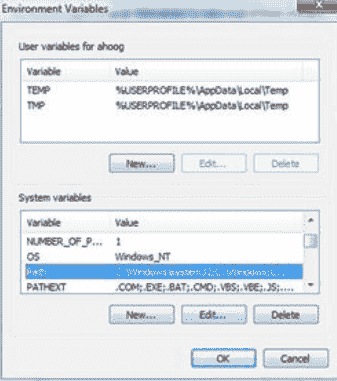 Environment Variables
User variables for ahoog
Variable Value
TEMP %USERPROFILE%\AppData\Local\Temp
TMP %USERPROFILE%\AppData\Local\Temp
New... Edit... Delete
System variables
Variable Value
NUMBER_OF_P... 1
OS Windows_NT
Path
PATHEXT .COM;.EXE;.BAT;.CMD;.VBS;.VBE;.JS;....
New... Edit... Delete
OK Cancel